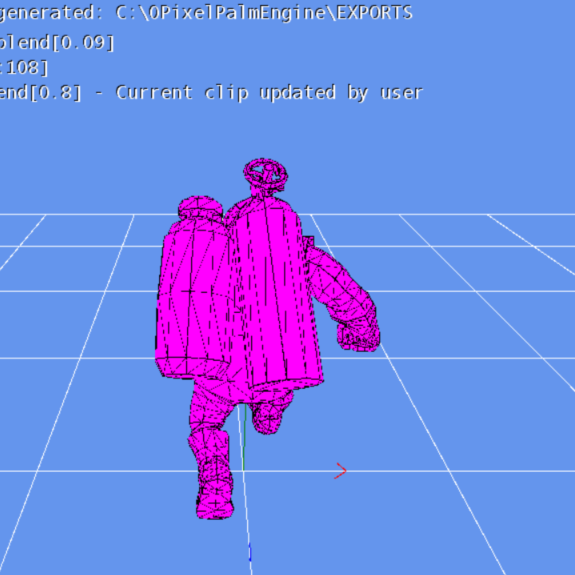 generated: C:\0PixelPalmEngine\EXPORTS
blend[0.09]
:108]
end[0.8] - Current clip updated by user